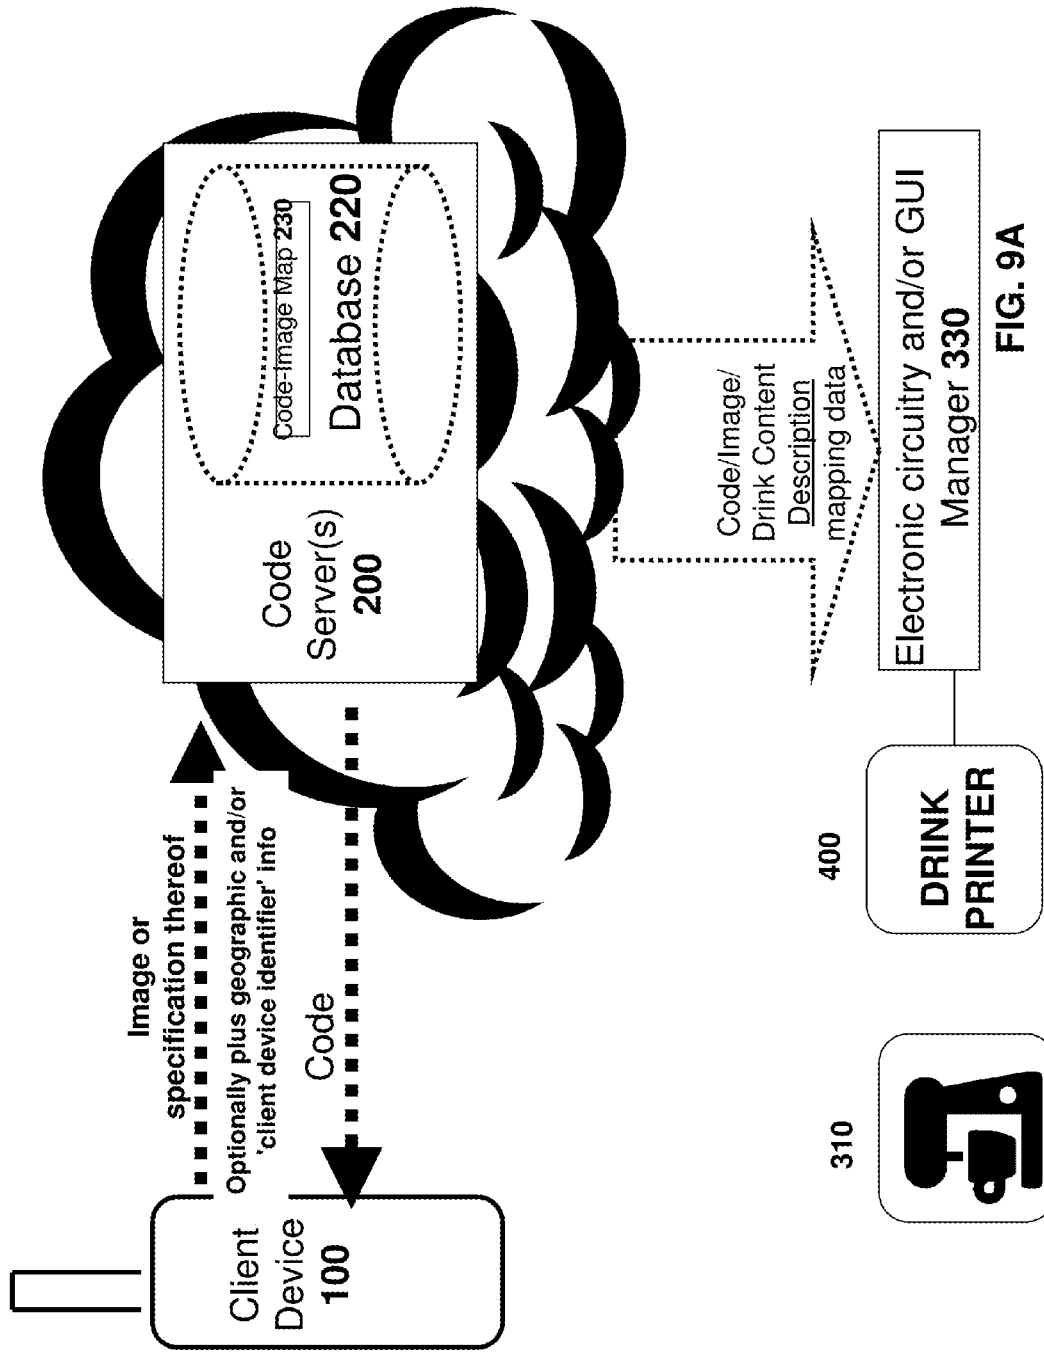 Client
Device
100
Image or
specification thereof
Optionally plus geographic and/or
'client device identifier' info
Code
Code
Server(s)
200
Code-Image Map 230
Database 220
310
400
DRINK
PRINTER
Code/Image/
Drink Content
Description
mapping data
Electronic circuitry and/or GUI
Manager 330
FIG. 9A